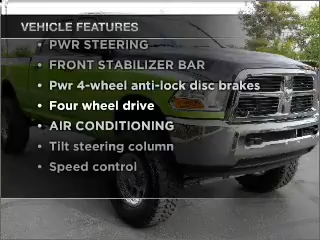 VEHICLE FEATURES
• PWR STEERING
• FRONT STABILIZER BAR
• Pwr 4-wheel anti-lock disc brakes
• Four wheel drive
• AIR CONDITIONING
• Tilt steering column
• Speed control